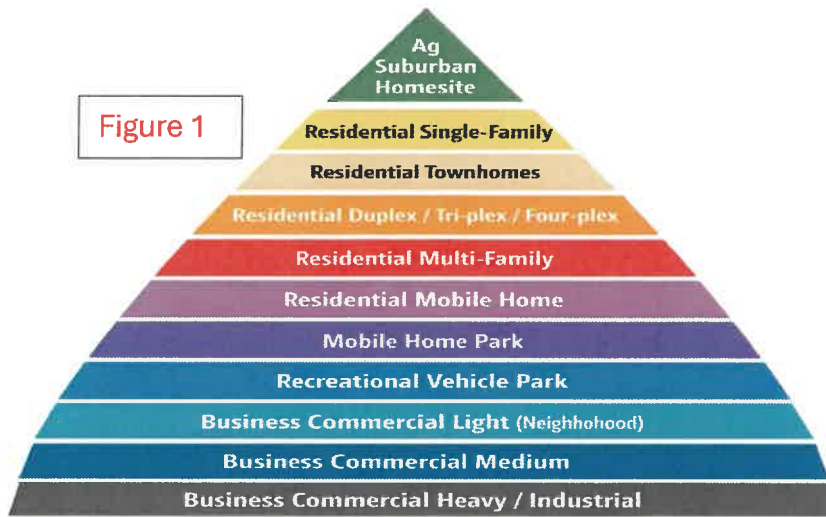 Ag
Suburban
Homesite
Figure 1
Residential Single-Family
Residential Townhomes
Residential Duplex / Tri-plex / Four-plex
Residential Multi-Family
Residential Mobile Home
Mobile Home Park
Recreational Vehicle Park
Business Commercial Light (Neighhohood)
Business Commercial Medium
Business Commercial Heavy / Industrial